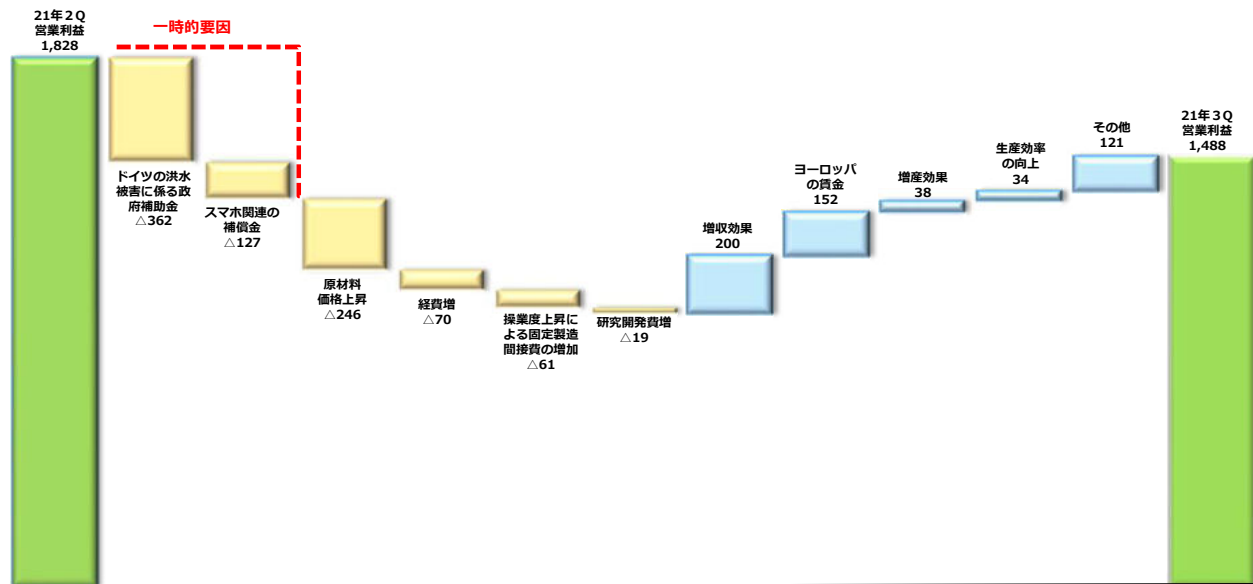 21年２Q
営業利益
1,828
一時的要因
ドイツの洪水
被害に係る政
府補助金
△362
スマホ関連の
補償金
△127
原材料
価格上昇
△246
経費増
△70
操業度上昇に
よる固定製造
間接費の増加
△61
研究開発費増
△19
増収効果
200
ヨーロッパ
の賃金
152
増産効果
38
生産効率
の向上
34
その他
121
21年３Q
営業利益
1,488